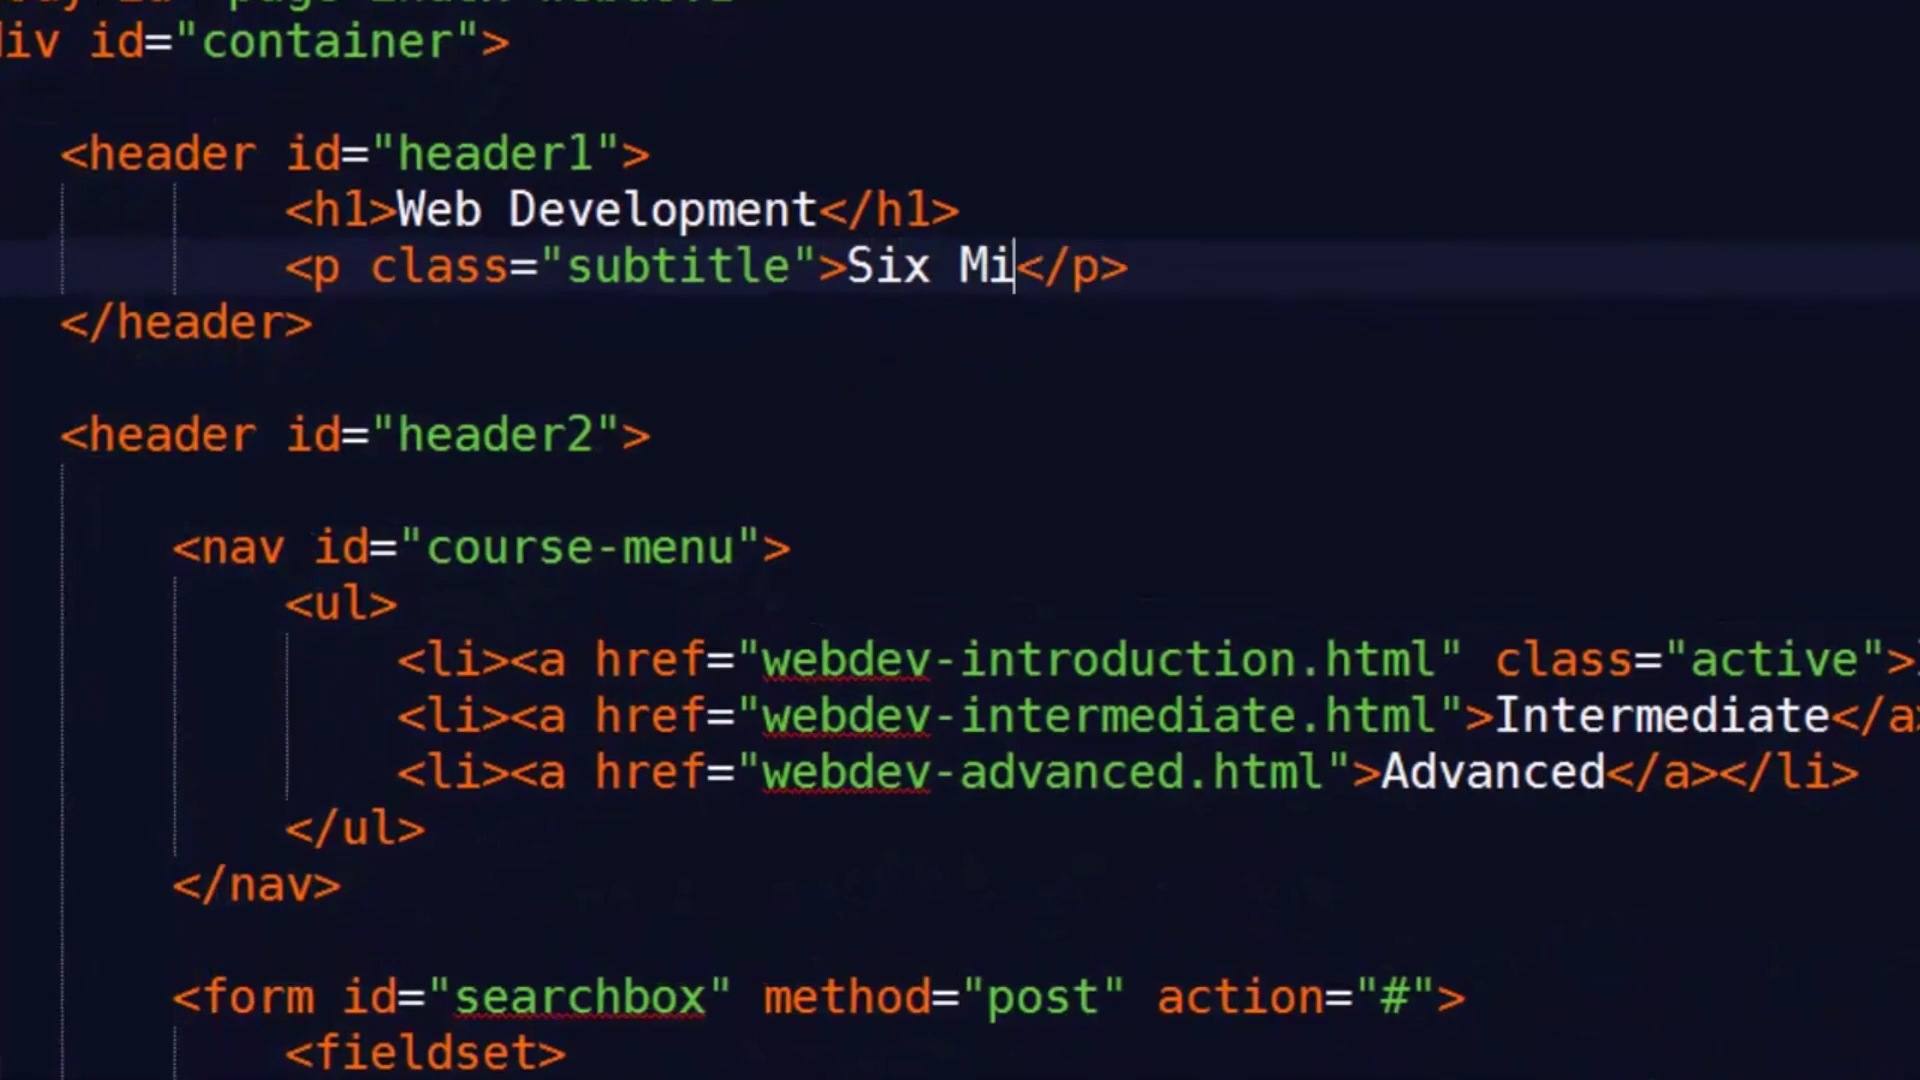 div id="container">
<header id="header1">
<h1>Web Development</h1>
<p class="subtitle">Six Mi</p>
</header>
<header id="header2">
<nav id="course-menu">
<ul>
<li><a href="webdev-introduction.html" class="active">
<li><a href="webdev-intermediate.html">Intermediate</a>
<li><a href="webdev-advanced.html">Advanced</a></li>
</ul>
</nav>
<form id="searchbox" method="post" action="#">
<fieldset>